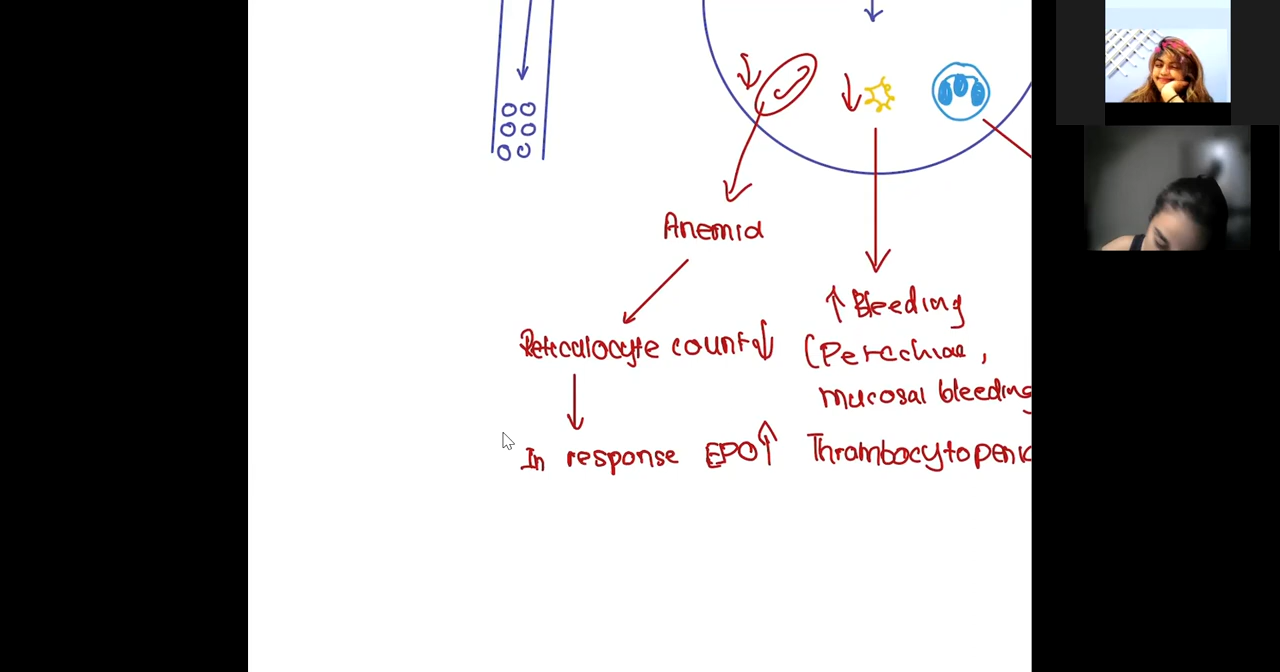 Anemia
Reticulocyte count ↓
In response EPO ↑
↑ Bleeding
(Petechiae,
mucosal bleeding
Thrombocytopenia